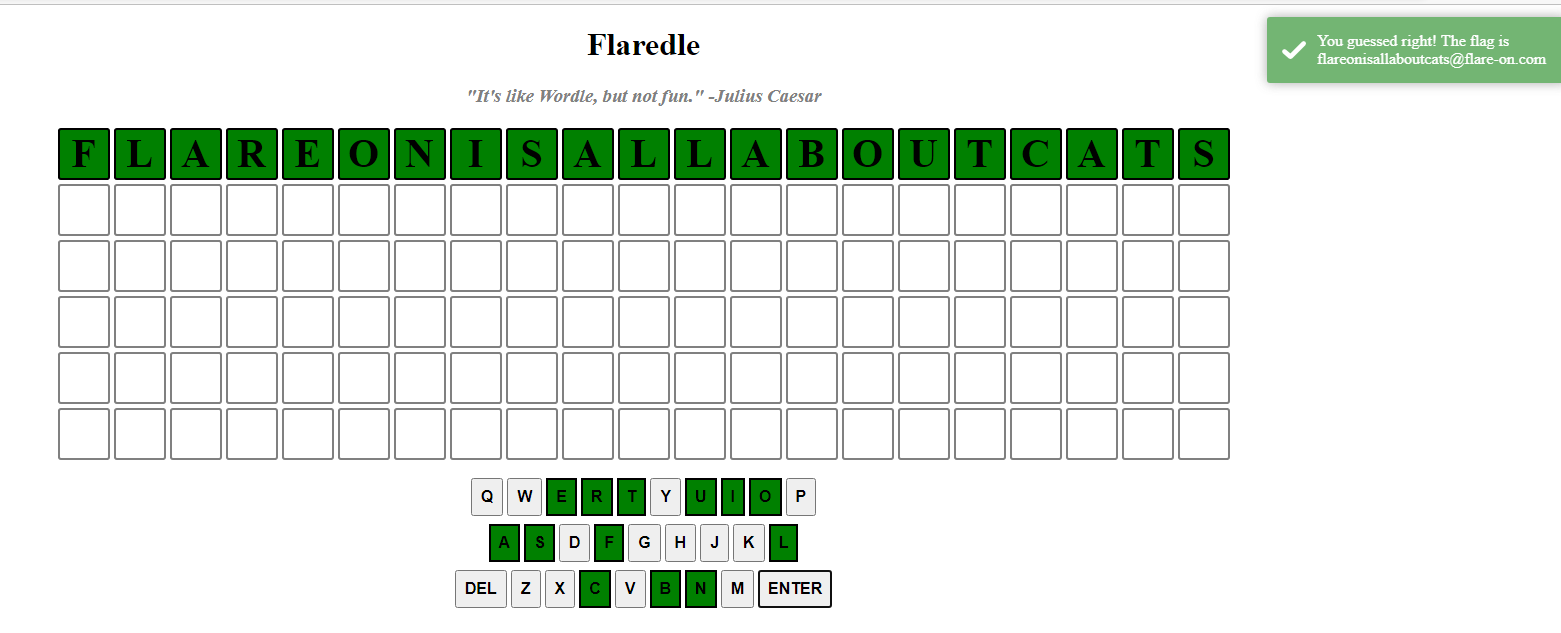 Flaredle
You guessed right! The flag is
flareonisallaboutcats@flare-on.com
"It's like Wordle, but not fun." -Julius Caesar
F L A R E O N I S A L L A B O U T C A T S
Q W E R T Y U I O P
A S D F G H J K L
DEL Z X C V B N M ENTER